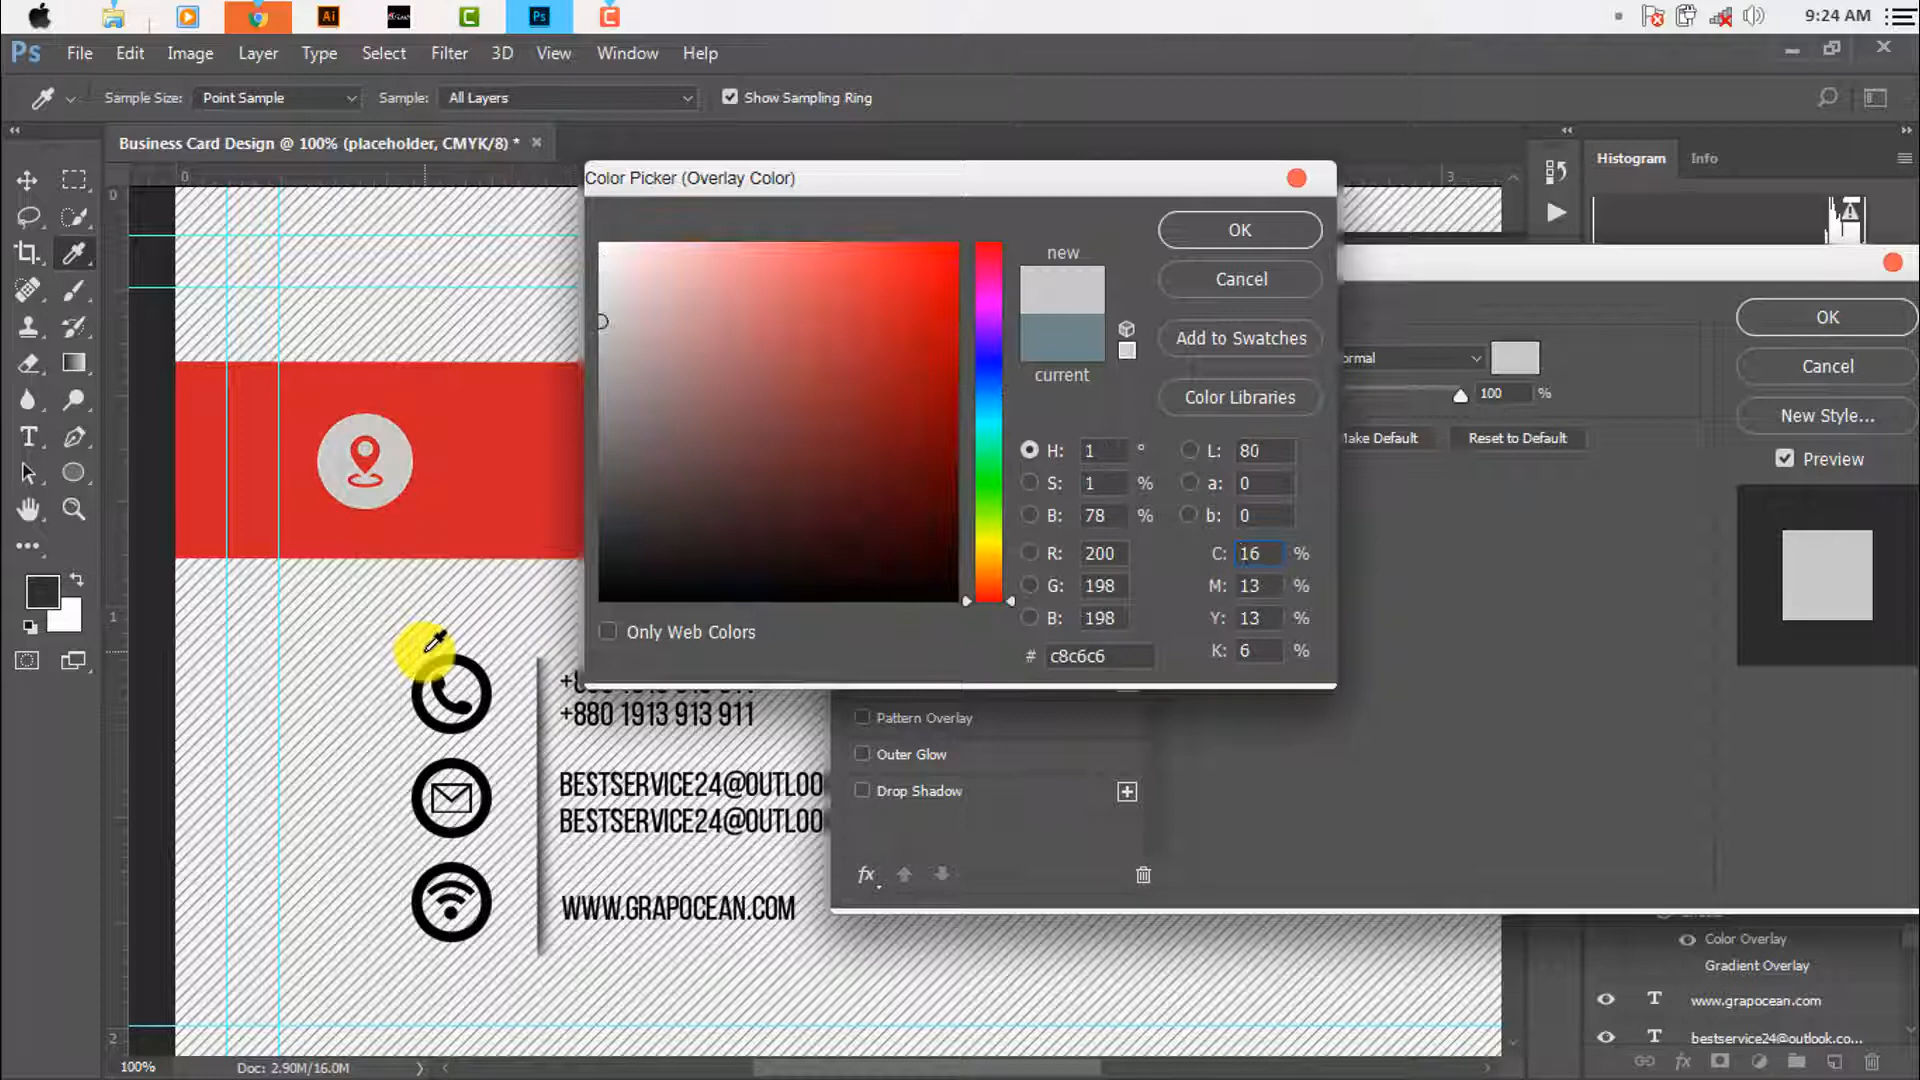 9:24 AM
Ps File Edit Image Layer Type Select Filter 3D View Window Help
Sample Size: Point Sample Sample: All Layers Show Sampling Ring
Business Card Design @ 100% (placeholder, CMYK/8) *
Histogram Info
Color Picker (Overlay Color)
OK
new
Cancel
Add to Swatches
current
Color Libraries
H: 1 °
L: 80
S: 1 %
a: 0
B: 78 %
b: 0
R: 200
C: 16 %
G: 198
M: 13 %
B: 198
Y: 13 %
# c8c6c6
K: 6 %
Only Web Colors
OK
Cancel
New Style...
Preview
100 %
Make Default
Reset to Default
+880 1913 913 911
BESTSERVICE24@OUTLOO
BESTSERVICE24@OUTLOO
WWW.GRAPOCEAN.COM
Pattern Overlay
Outer Glow
Drop Shadow
fx
Color Overlay
Gradient Overlay
T www.grapocean.com
T bestservice24@outlook.co...
100% Doc: 2.90M/16.0M